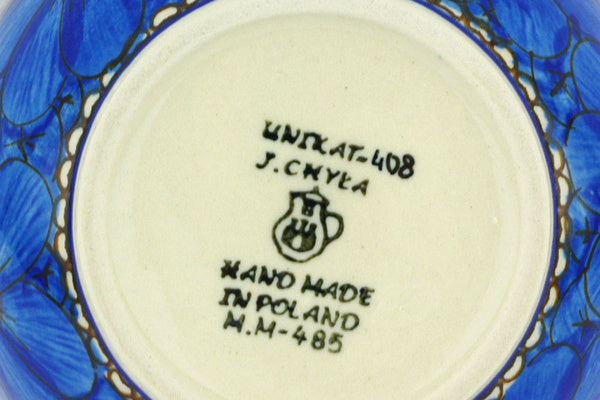 UNIKAT-408
J. CHYŁA
HAND MADE
IN POLAND
M.M-485